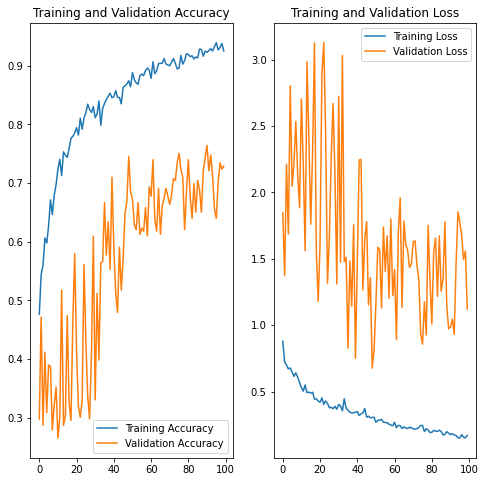 Training and Validation Accuracy
0.9
0.8
0.7
0.6
0.5
0.4
0.3
0 20 40 60 80 100
Training Accuracy
Validation Accuracy
Training and Validation Loss
3.0
2.5
2.0
1.5
1.0
0.5
0 20 40 60 80 100
Training Loss
Validation Loss